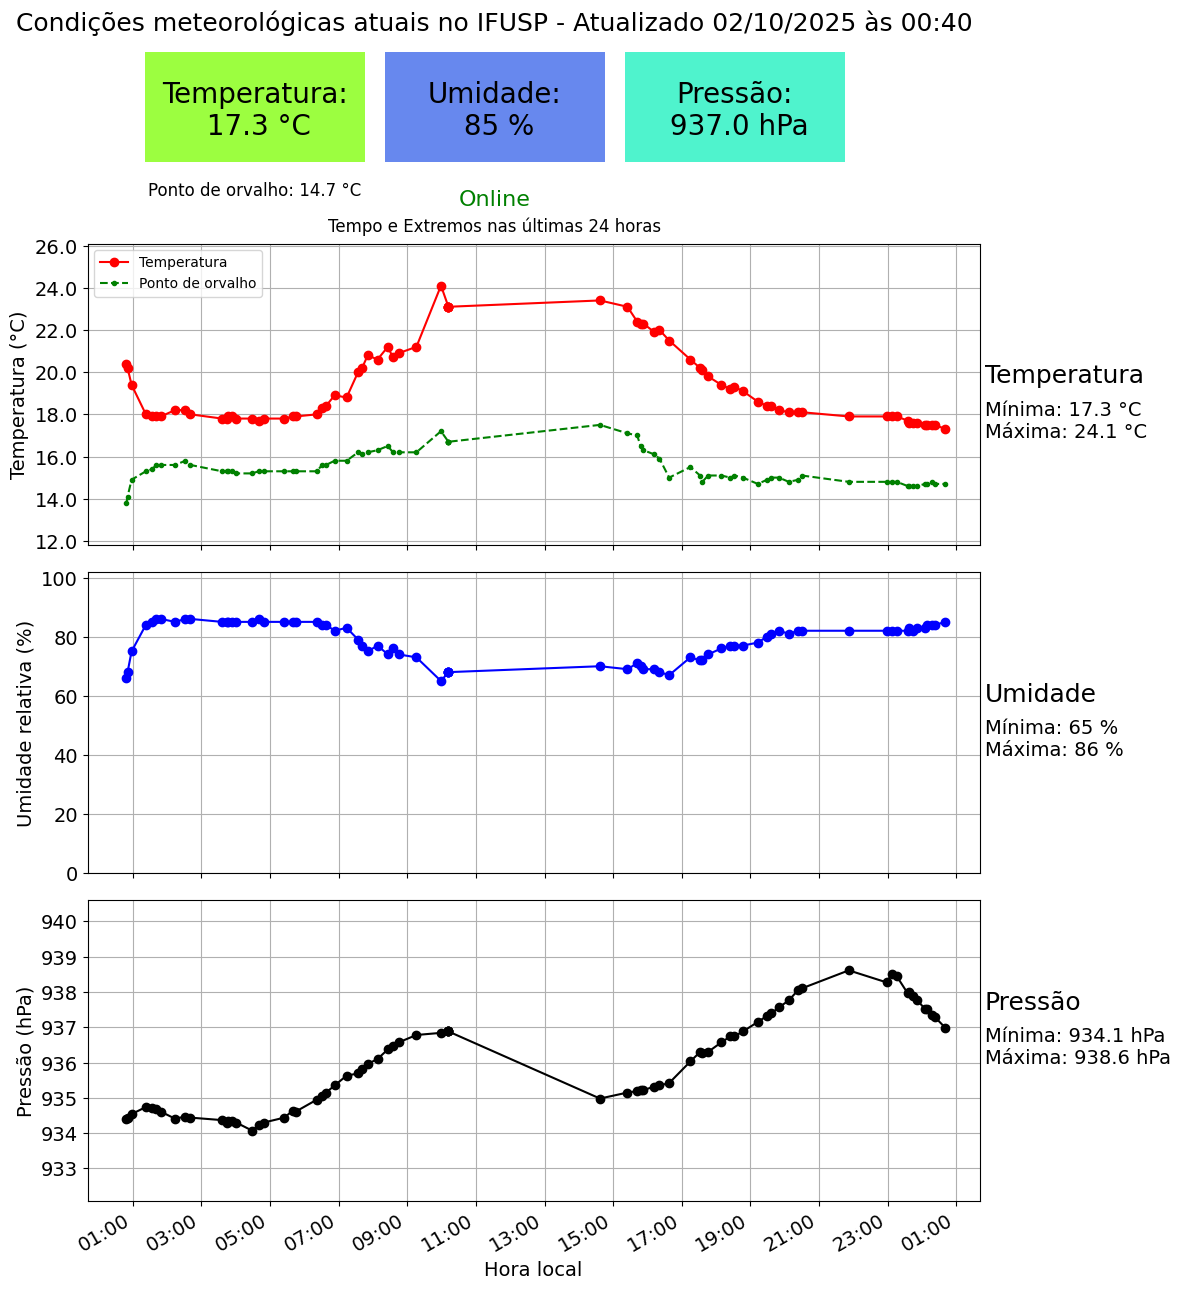 Condições meteorológicas atuais no IFUSP - Atualizado 02/10/2025 às 00:40
Temperatura:
17.3 °C
Umidade:
85 %
Pressão:
937.0 hPa
Ponto de orvalho: 14.7 °C
Online
Tempo e Extremos nas últimas 24 horas
Temperatura (°C)
26.0
24.0
22.0
20.0
18.0
16.0
14.0
12.0
Temperatura
Ponto de orvalho
Temperatura
Mínima: 17.3 °C
Máxima: 24.1 °C
Umidade relativa (%)
100
80
60
40
20
0
Umidade
Mínima: 65 %
Máxima: 86 %
Pressão (hPa)
940
939
938
937
936
935
934
933
Pressão
Mínima: 934.1 hPa
Máxima: 938.6 hPa
01:00 03:00 05:00 07:00 09:00 11:00 13:00 15:00 17:00 19:00 21:00 23:00 01:00
Hora local